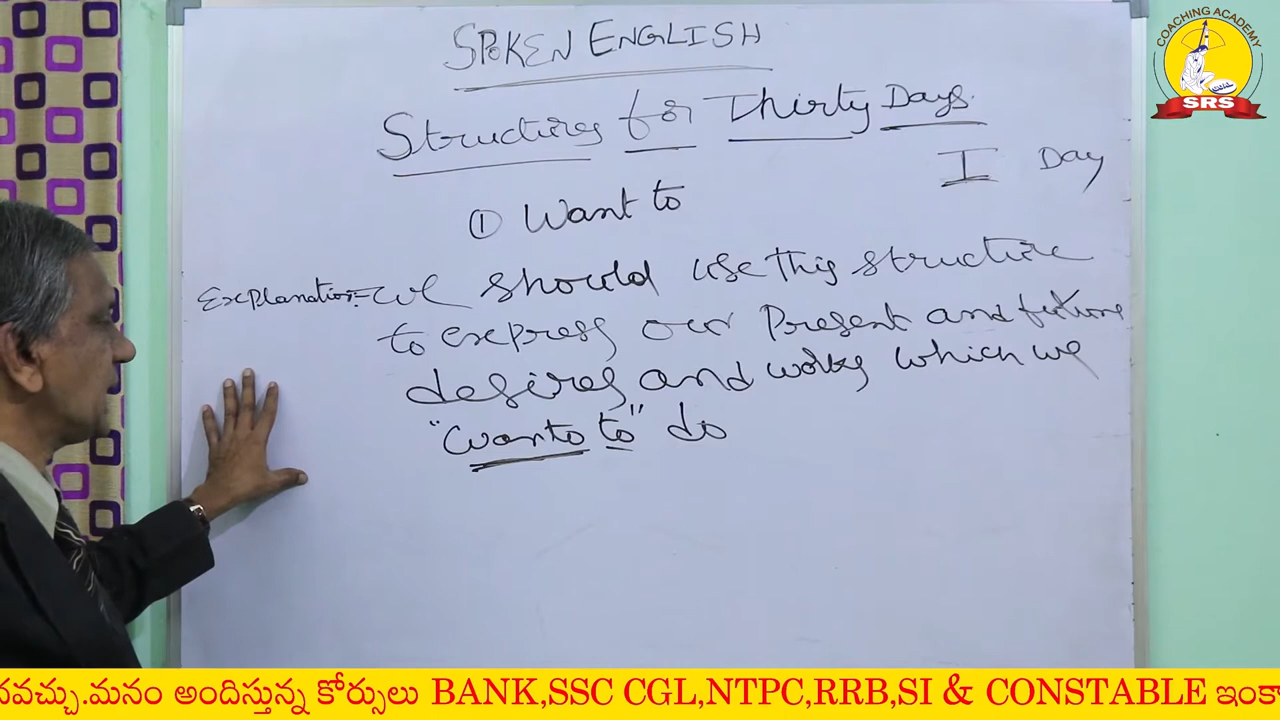 SPOKEN ENGLISH
Structures for Thirty Days.
I Day
① Want to
Explanation:- we should use this structure
to express our Present and future
desires and works which we
"want to" do
COACHING ACADEMY
SRS
నవచ్చు.మనం అందిస్తున్న కోర్సులు BANK,SSC CGL,NTPC,RRB,SI & CONSTABLE ఇంకా